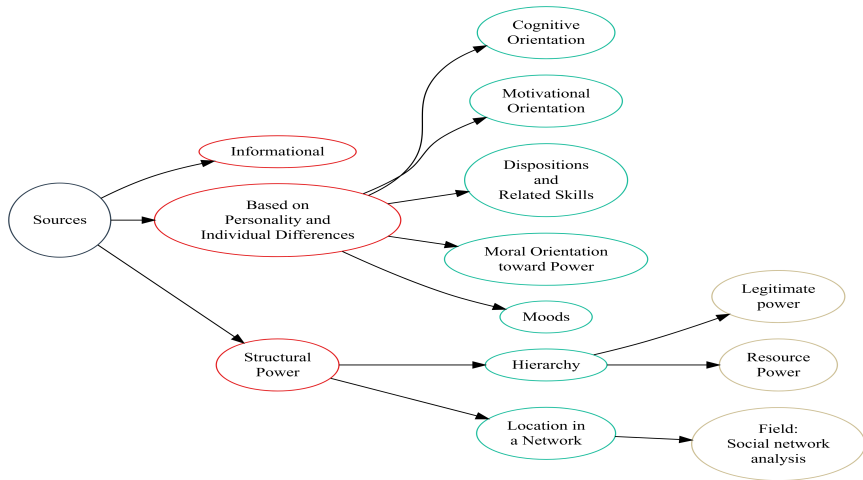 Cognitive
Orientation
Motivational
Orientation
Informational
Dispositions
and
Related Skills
Sources
Based on
Personality and
Individual Differences
Moral Orientation
toward Power
Moods
Legitimate
power
Structural
Power
Hierarchy
Resource
Power
Location in
a Network
Field:
Social network
analysis